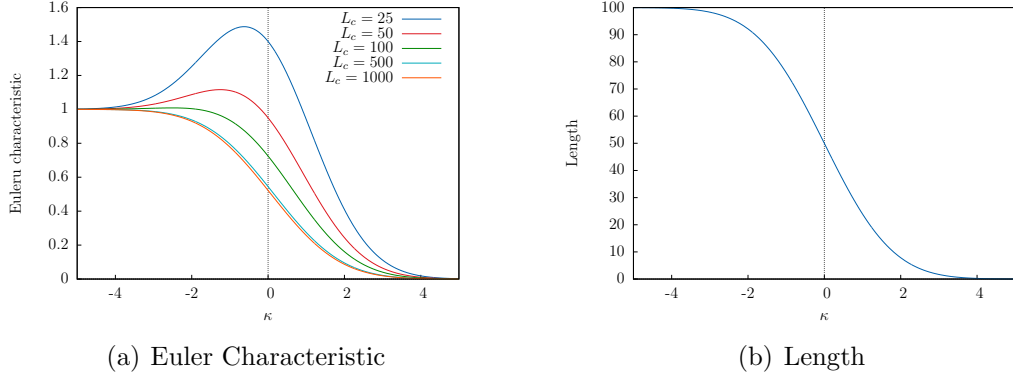 1.6
1.4
1.2
1
0.8
0.6
0.4
0.2
0
Euleru characteristic
-4
-2
0
2
4
κ
L_c = 25
L_c = 50
L_c = 100
L_c = 500
L_c = 1000
(a) Euler Characteristic
100
90
80
70
60
50
40
30
20
10
0
Length
-4
-2
0
2
4
κ
(b) Length